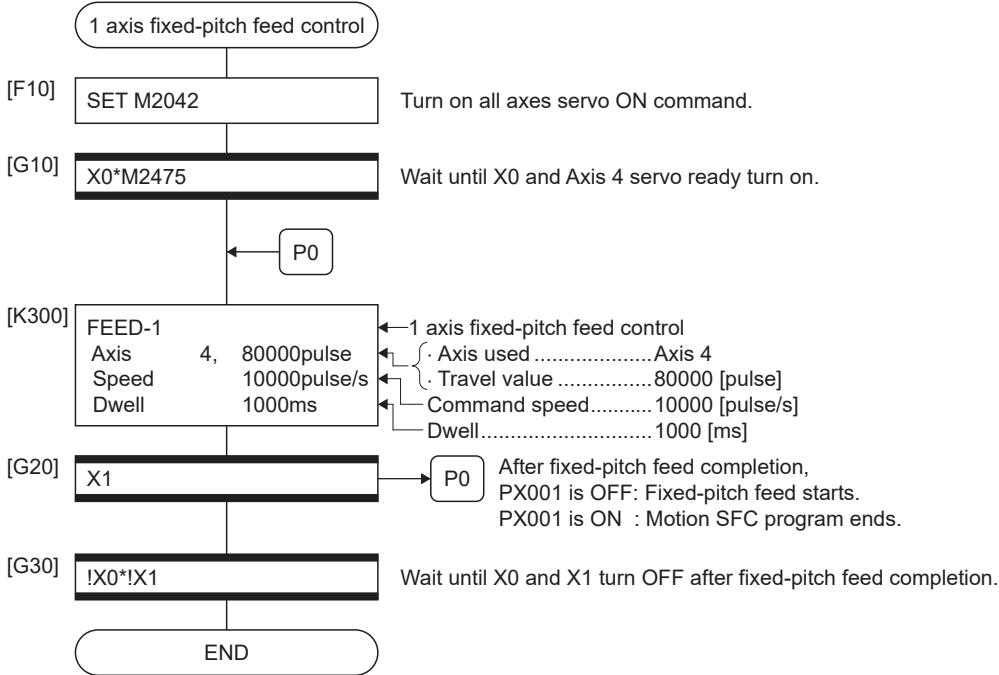 1 axis fixed-pitch feed control
[F10]
SET M2042
Turn on all axes servo ON command.
[G10]
X0*M2475
Wait until X0 and Axis 4 servo ready turn on.
P0
[K300]
FEED-1
Axis 4, 80000pulse
Speed 10000pulse/s
Dwell 1000ms
1 axis fixed-pitch feed control
· Axis used ....................Axis 4
· Travel value ................80000 [pulse]
Command speed...........10000 [pulse/s]
Dwell.............................1000 [ms]
[G20]
X1
P0
After fixed-pitch feed completion,
PX001 is OFF: Fixed-pitch feed starts.
PX001 is ON : Motion SFC program ends.
[G30]
!X0*!X1
Wait until X0 and X1 turn OFF after fixed-pitch feed completion.
END